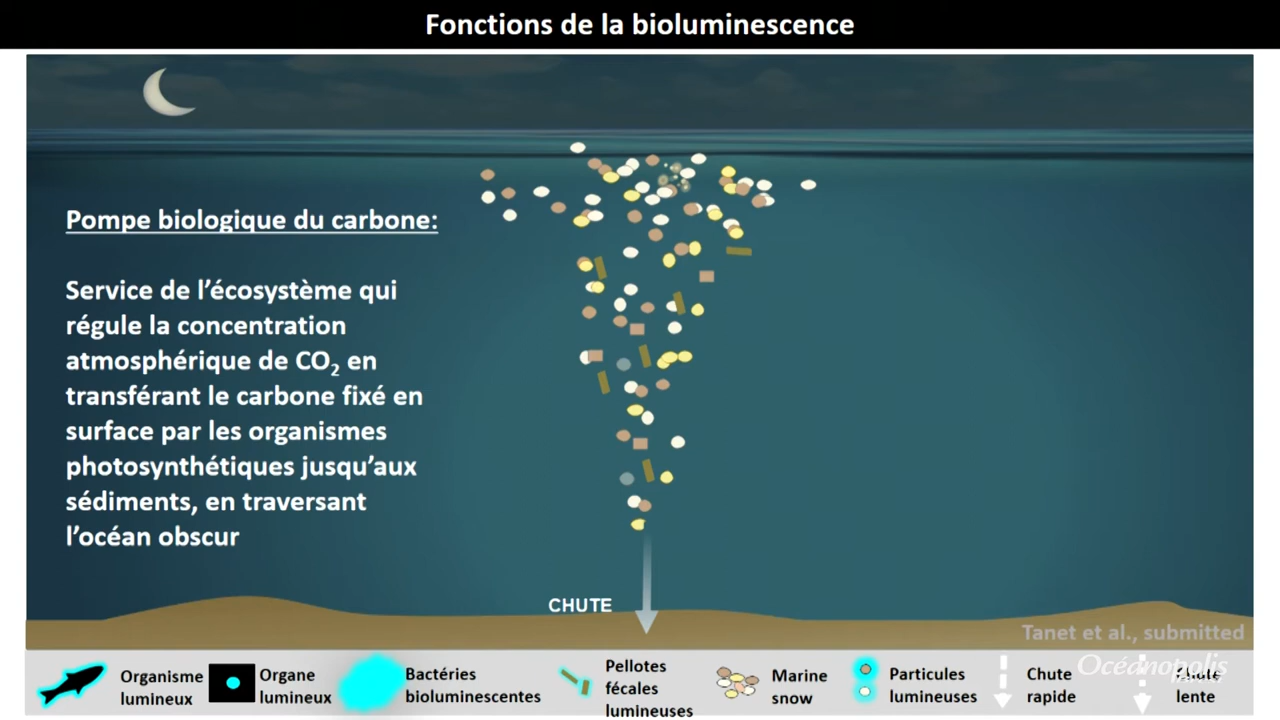 Fonctions de la bioluminescence
Pompe biologique du carbone:
Service de l'écosystème qui
régule la concentration
atmosphérique de CO₂ en
transférant le carbone fixé en
surface par les organismes
photosynthétiques jusqu'aux
sédiments, en traversant
l'océan obscur
CHUTE
Tanet et al., submitted
Océanopolis
Organisme
lumineux
Organe
lumineux
Bactéries
bioluminescentes
Pellotes
fécales
lumineuses
Marine
snow
Particules
lumineuses
Chute
rapide
Chute
lente